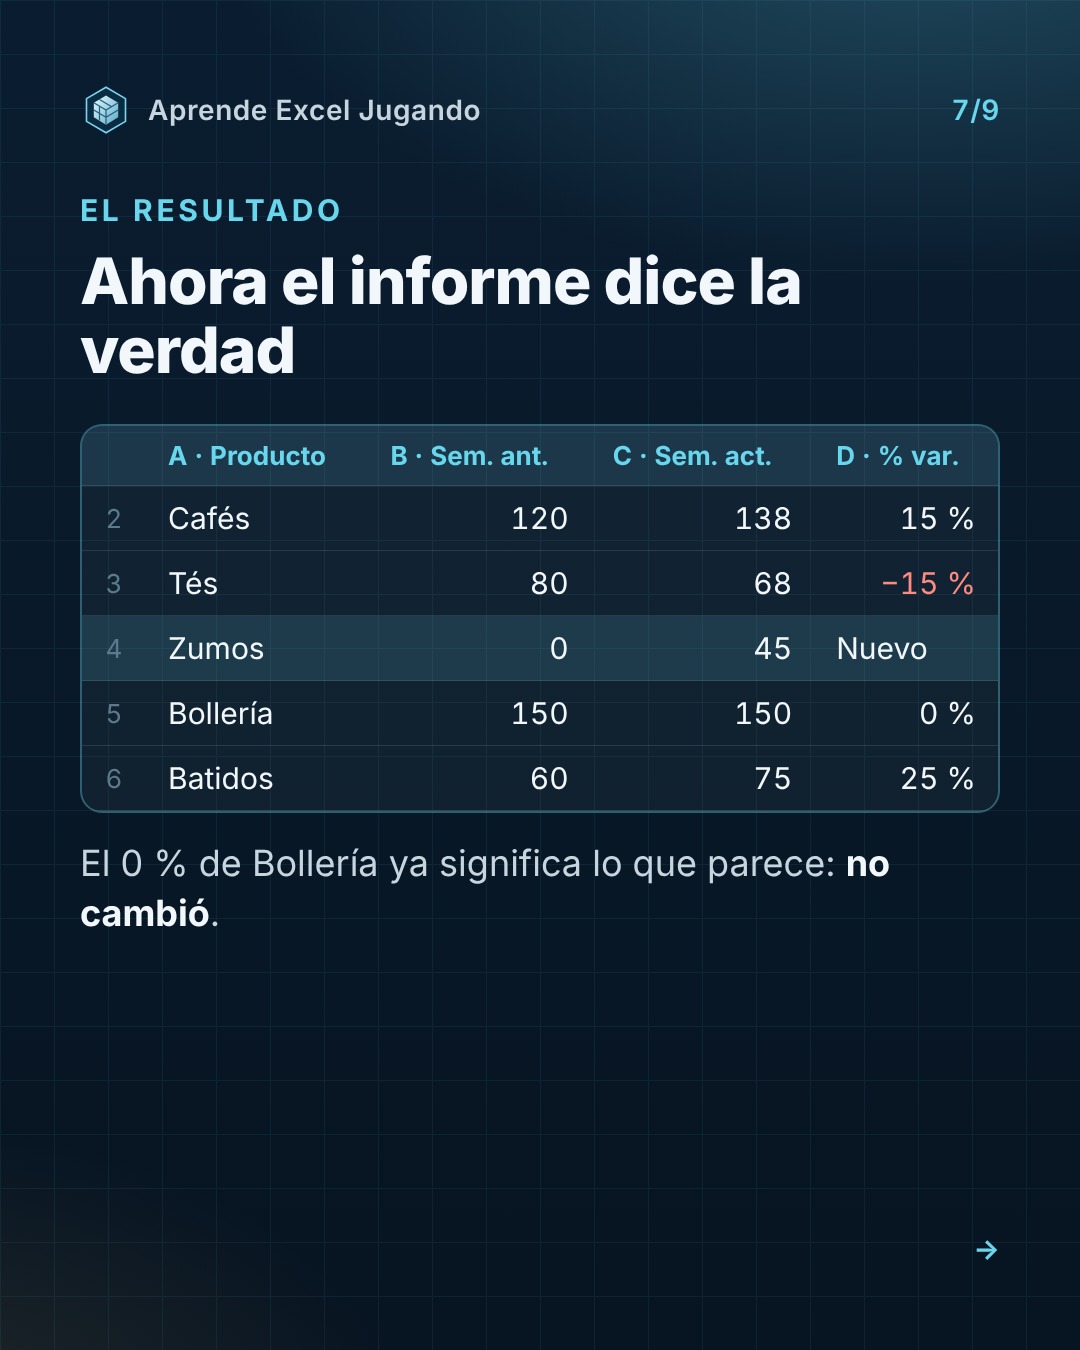 Aprende Excel Jugando
7/9
EL RESULTADO
Ahora el informe dice la
verdad
A · Producto B · Sem. ant. C · Sem. act. D · % var.
2 Cafés 120 138 15 %
3 Tés 80 68 −15 %
4 Zumos 0 45 Nuevo
5 Bollería 150 150 0 %
6 Batidos 60 75 25 %
El 0 % de Bollería ya significa lo que parece: no
cambió.
→